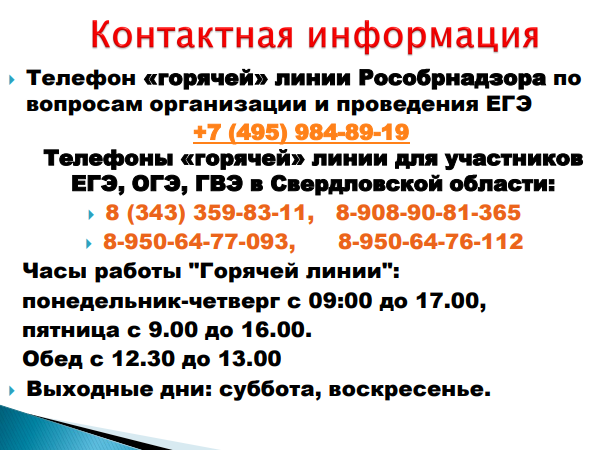 Контактная информация
Телефон «горячей» линии Рособрнадзора по
вопросам организации и проведения ЕГЭ
+7 (495) 984-89-19
Телефоны «горячей» линии для участников
ЕГЭ, ОГЭ, ГВЭ в Свердловской области:
8 (343) 359-83-11, 8-908-90-81-365
8-950-64-77-093, 8-950-64-76-112
Часы работы "Горячей линии":
понедельник-четверг с 09:00 до 17.00,
пятница с 9.00 до 16.00.
Обед с 12.30 до 13.00
Выходные дни: суббота, воскресенье.